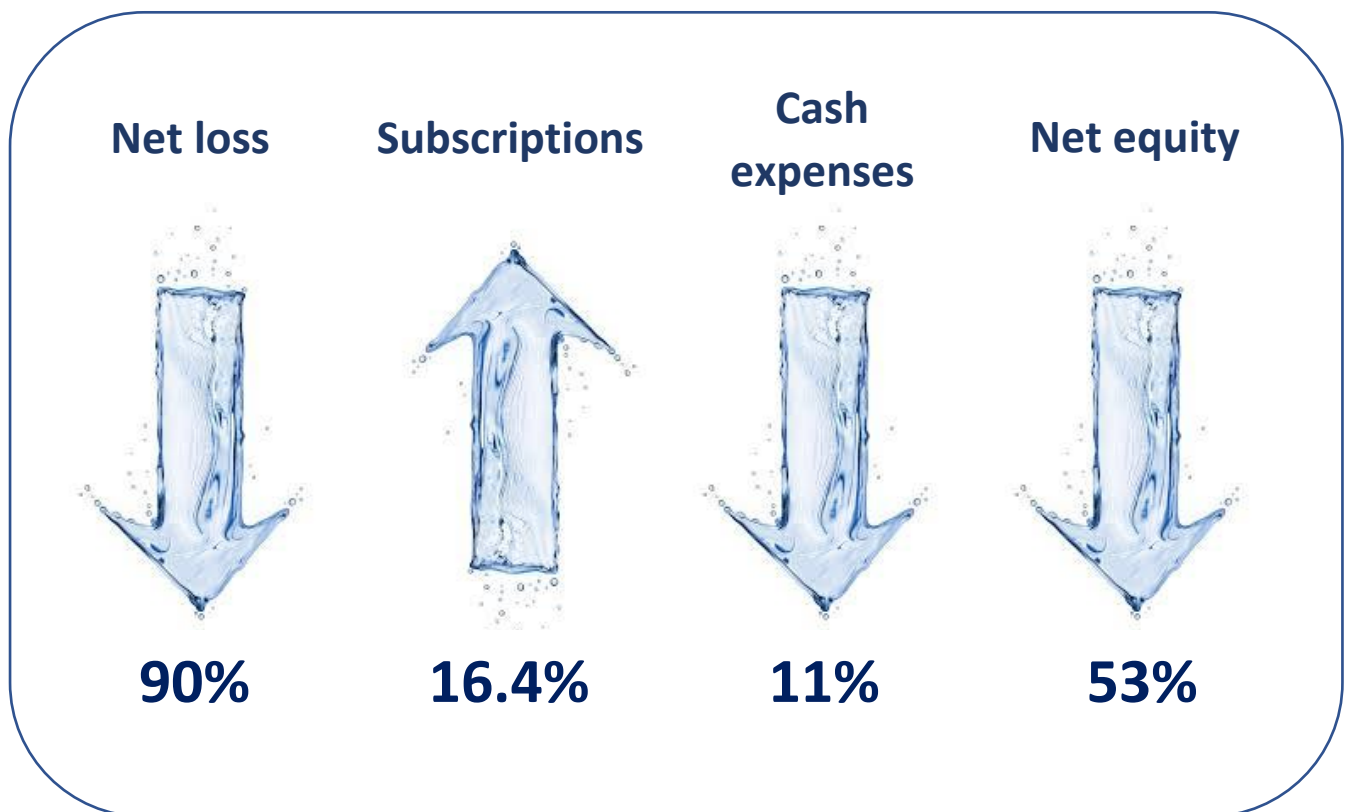 Net loss
Subscriptions
Cash
expenses
Net equity
90%
16.4%
11%
53%